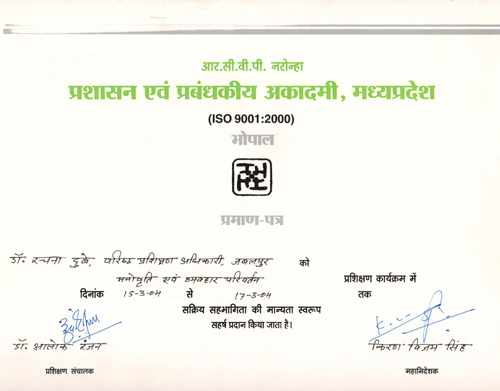 आर.सी.वी.पी. नरोन्हा
प्रशासन एवं प्रबंधकीय अकादमी, मध्यप्रदेश
(ISO 9001:2000)
भोपाल
प्रमाण-पत्र
डॉ. रचना दुबे, वरिष्ठ प्रशिक्षण अधिकारी, जबलपुर को
मनोवृति एवं व्यवहार परिवर्तन प्रशिक्षण कार्यक्रम में
दिनांक 15-3-04 से 17-3-04 तक
सक्रिय सहभागिता की मान्यता स्वरूप
सहर्ष प्रदान किया जाता है।
डॉ. आलोक रंजन
किरण विजय सिंह
प्रशिक्षण संचालक
महानिदेशक